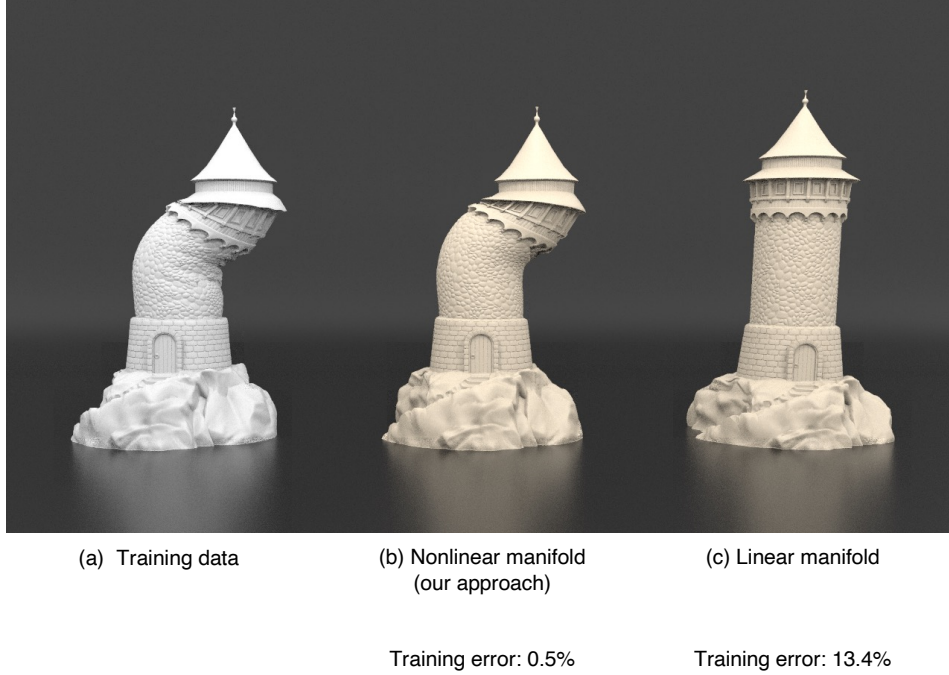 (a) Training data
(b) Nonlinear manifold
(our approach)
(c) Linear manifold
Training error: 0.5%
Training error: 13.4%